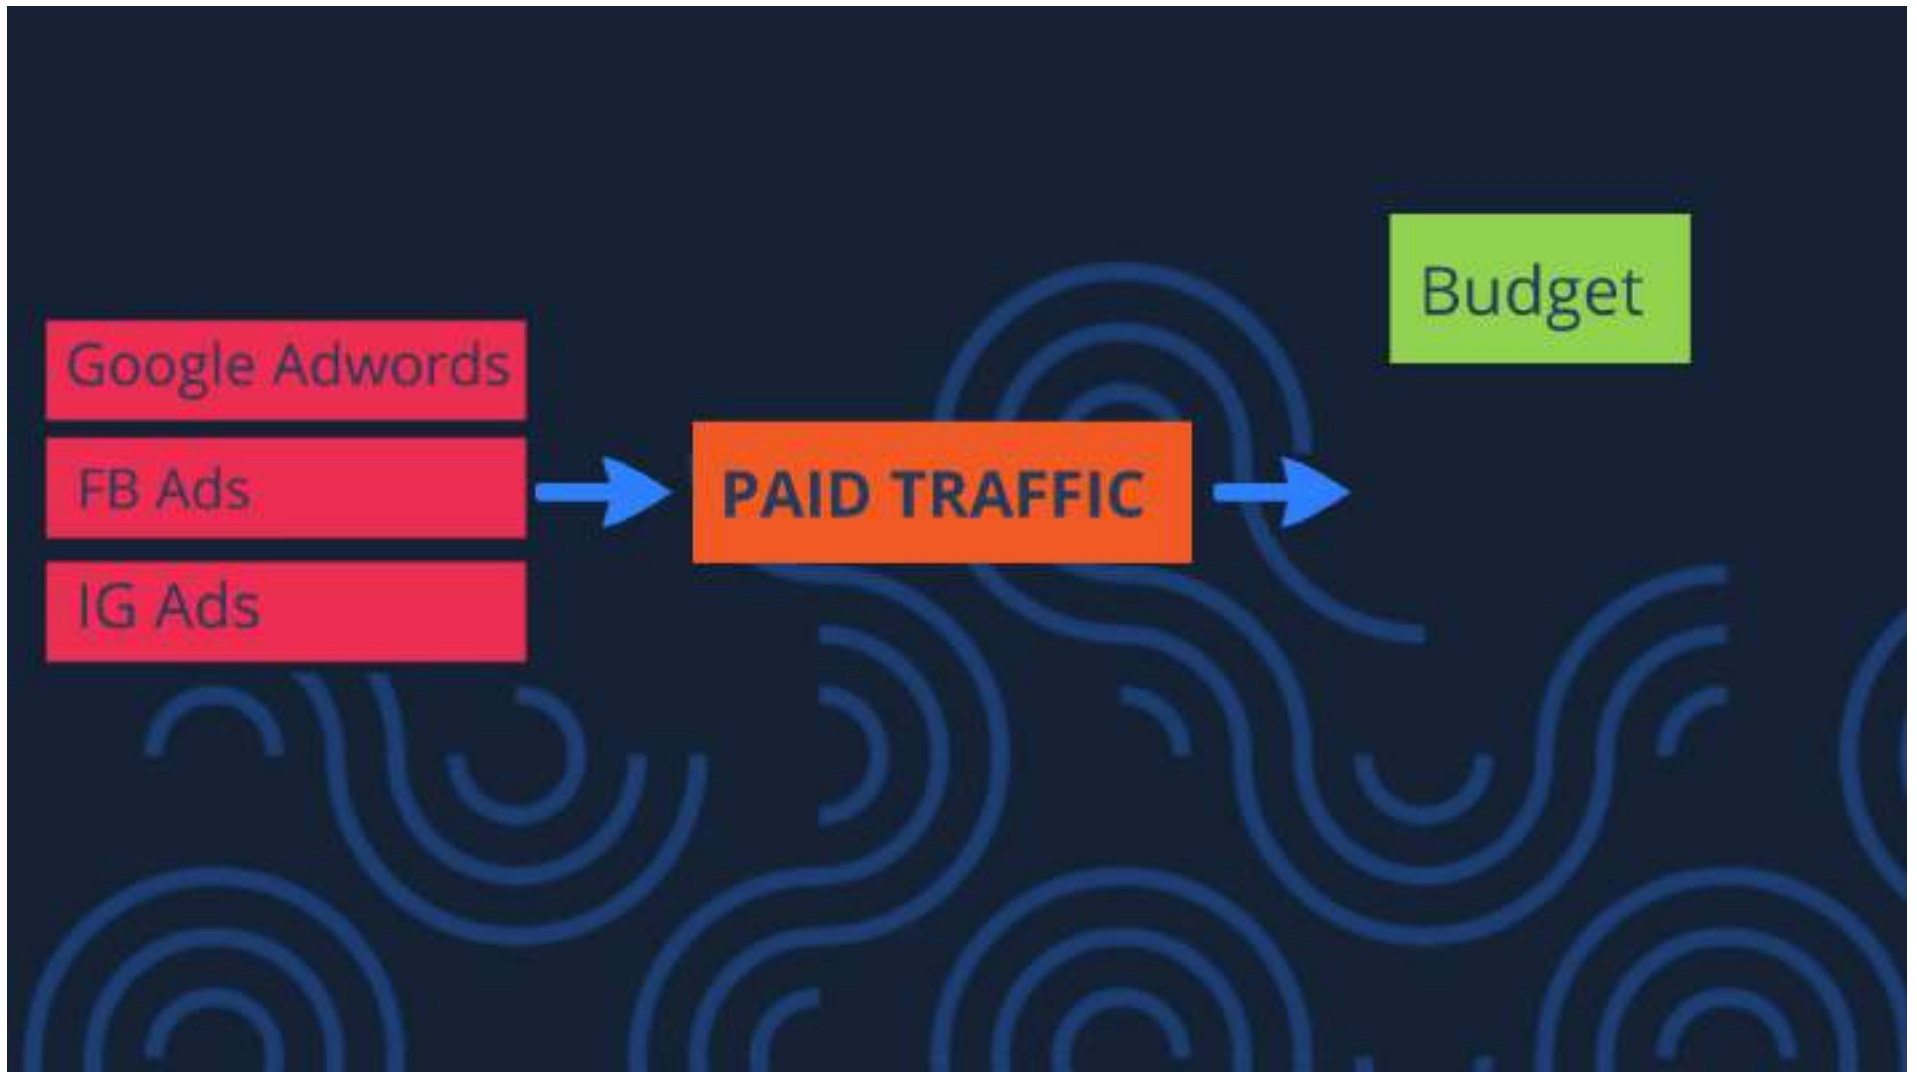 Budget
Google Adwords
FB Ads
PAID TRAFFIC
IG Ads